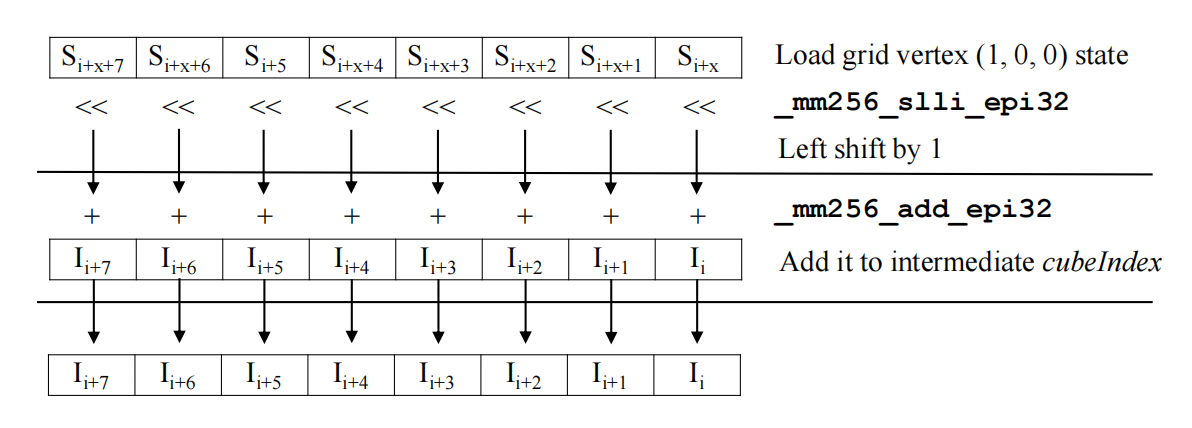 S_{i+x+7} S_{i+x+6} S_{i+5} S_{i+x+4} S_{i+x+3} S_{i+x+2} S_{i+x+1} S_{i+x} Load grid vertex (1, 0, 0) state
<< << << << << << << << _mm256_slli_epi32
Left shift by 1
+ + + + + + + + _mm256_add_epi32
I_{i+7} I_{i+6} I_{i+5} I_{i+4} I_{i+3} I_{i+2} I_{i+1} I_i Add it to intermediate cubeIndex
I_{i+7} I_{i+6} I_{i+5} I_{i+4} I_{i+3} I_{i+2} I_{i+1} I_i